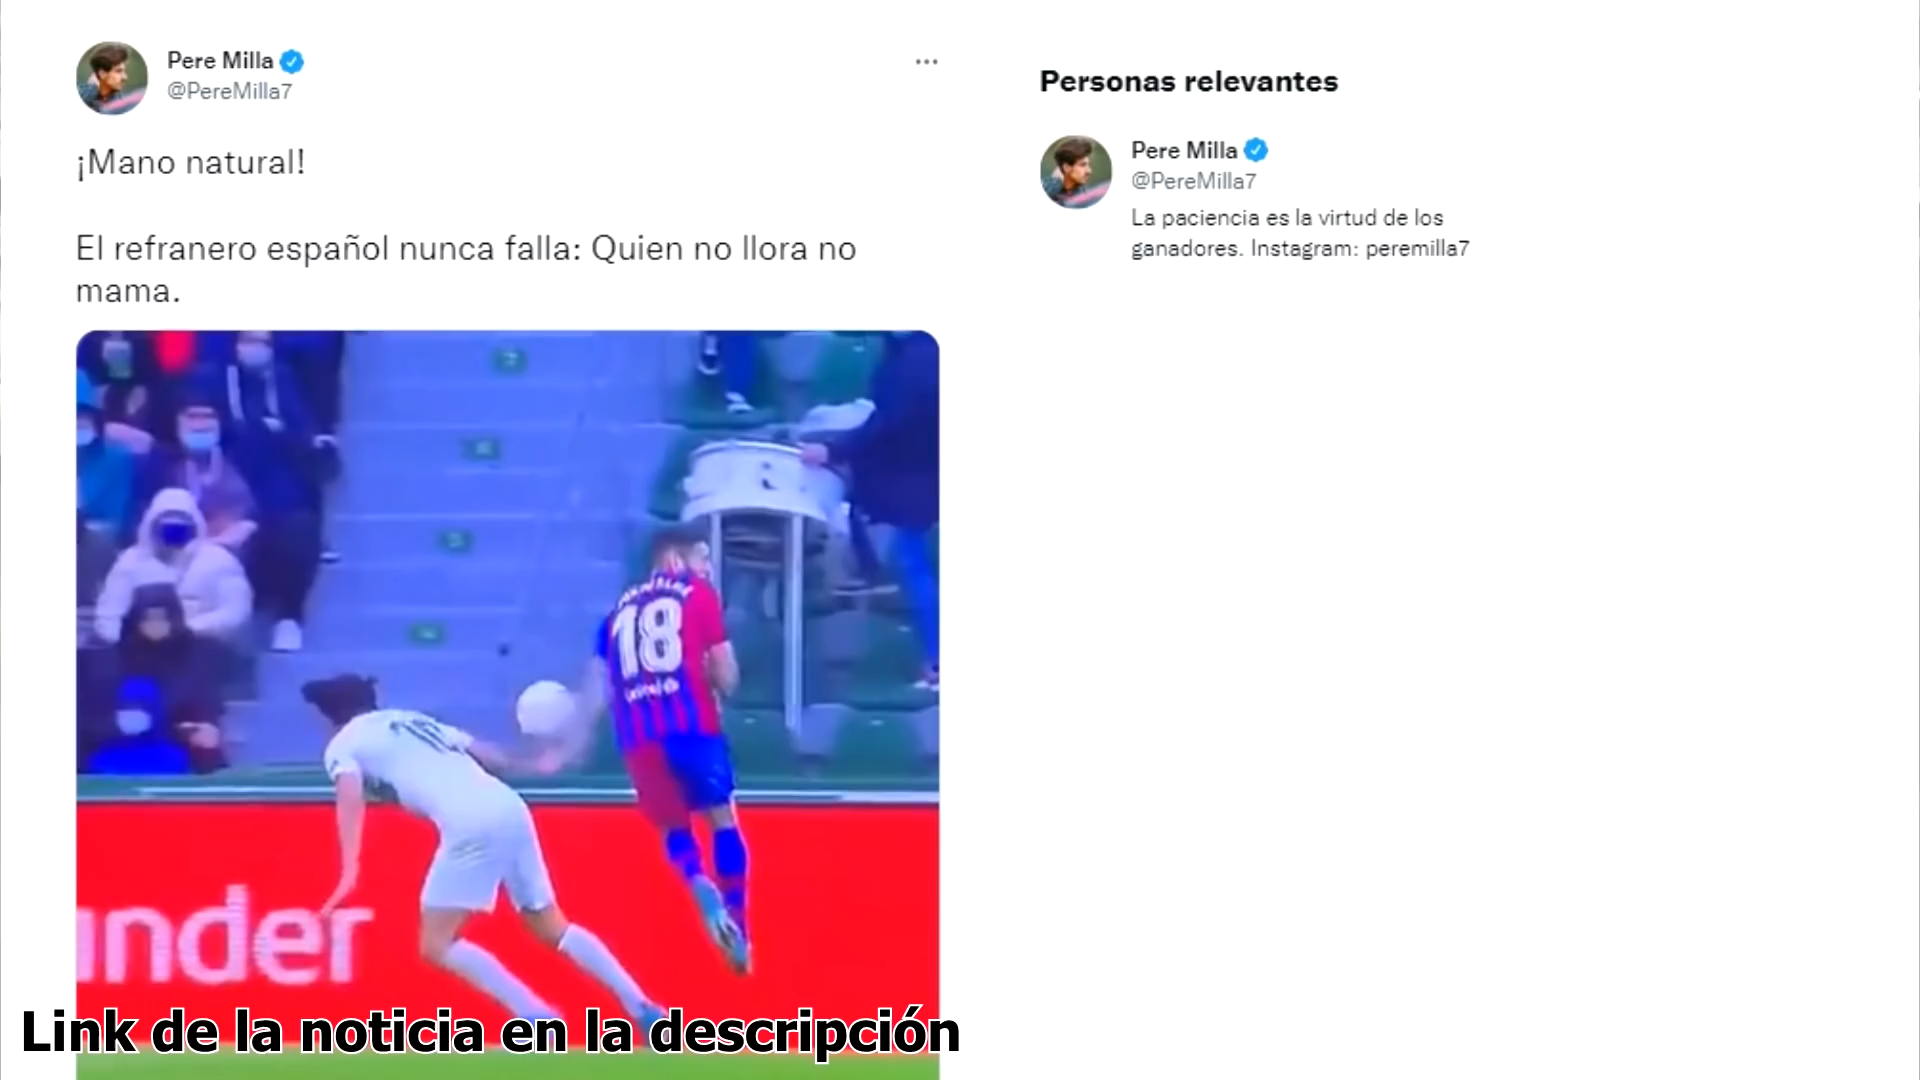 Pere Milla
@PereMilla7
¡Mano natural!
El refranero español nunca falla: Quien no llora no
mama.
18
nder
Link de la noticia en la descripción
Personas relevantes
Pere Milla
@PereMilla7
La paciencia es la virtud de los
ganadores. Instagram: peremilla7